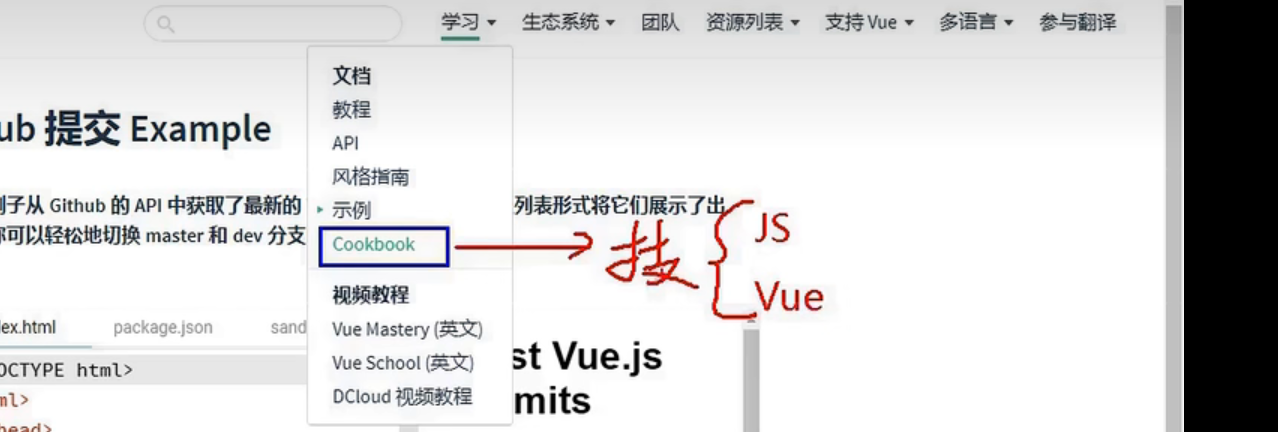 学习 生态系统 团队 资源列表 支持 Vue 多语言 参与翻译
文档
教程
API
风格指南
示例
Cookbook
视频教程
Vue Mastery (英文)
Vue School (英文)
DCloud 视频教程
ub 提交 Example
子从 Github 的 API 中获取了最新的
列表形式将它们展示了出
可以轻松地切换 master 和 dev 分支
技
JS
Vue
ex.html package.json sand
OCTYPE html>
ml>
head>
st Vue.js
mits